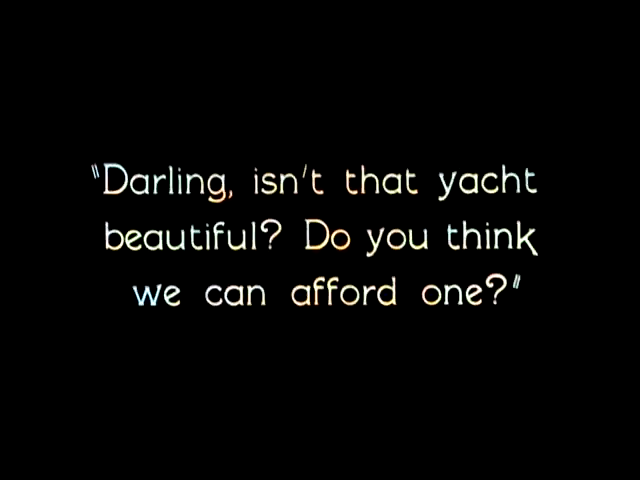 "Darling, isn't that yacht
beautiful? Do you think
we can afford one?"